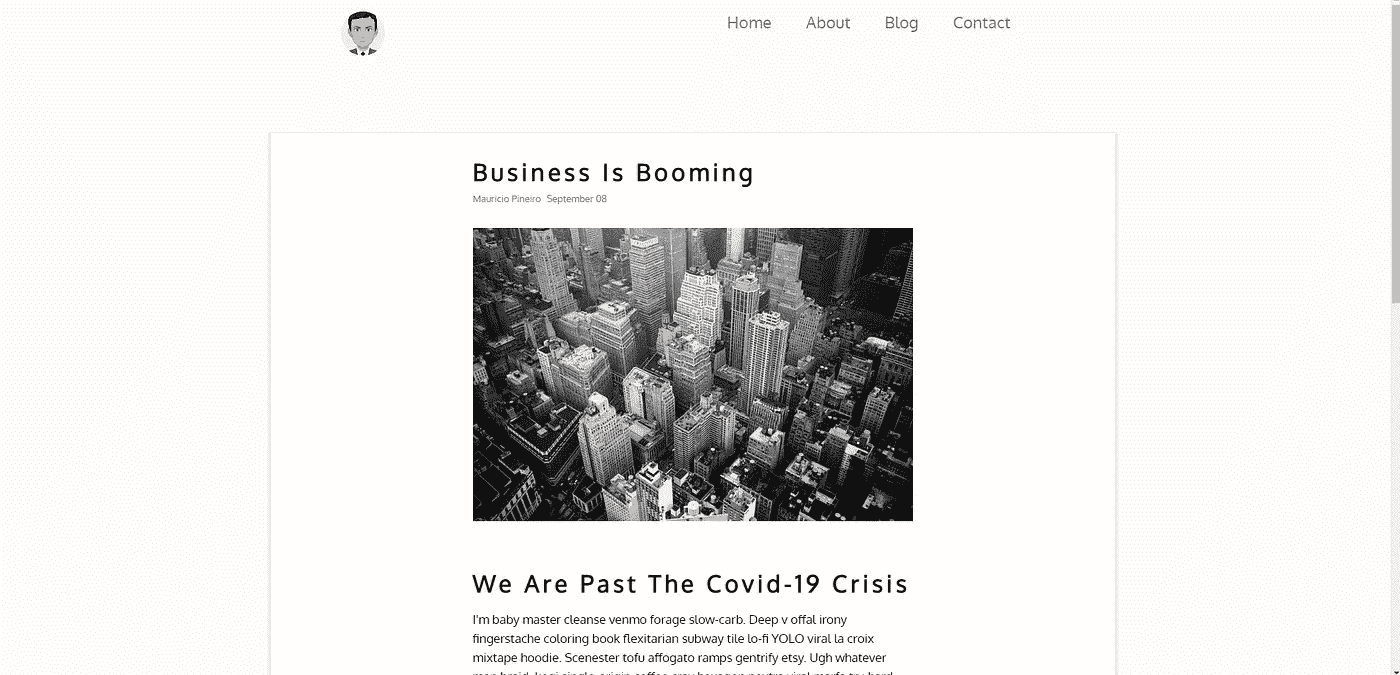 Home About Blog Contact
Business Is Booming
Mauricio Pineiro September 08
We Are Past The Covid-19 Crisis
I'm baby master cleanse venmo forage slow-carb. Deep v offal irony
fingerstache coloring book flexitarian subway tile lo-fi YOLO viral la croix
mixtape hoodie. Scenester tofu affogato ramps gentrify etsy. Ugh whatever